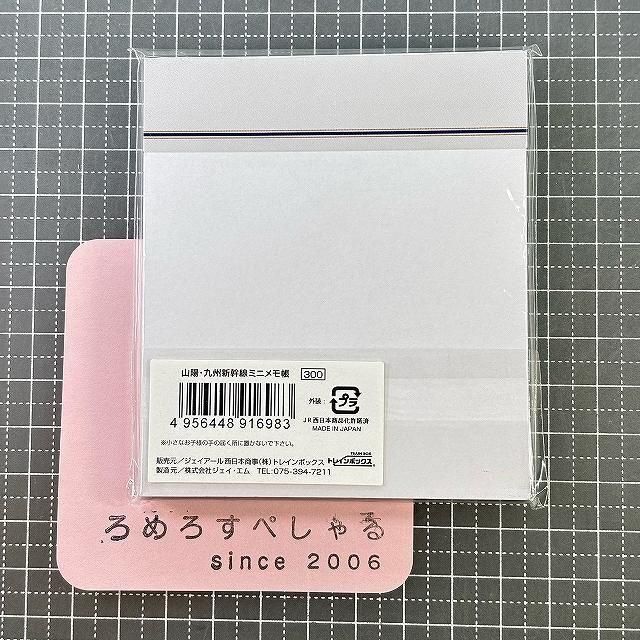 山陽・九州新幹線ミニメモ帳 300
4 956448 916983
外装: プラ
JR西日本商品化許諾済
MADE IN JAPAN
※小さなお子様の手の届く所に置かないで下さい。
TRAIN BOX
販売元/ジェイアール西日本商事(株)トレインボックス トレインボックス
製造元/株式会社ジェイ・エム TEL:075-394-7211
ろめろすぺしゃる
since 2006